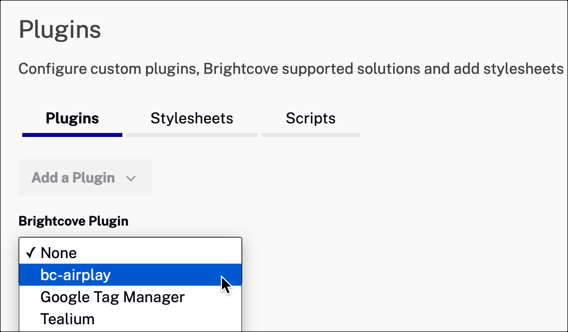 Plugins
Configure custom plugins, Brightcove supported solutions and add stylesheets
Plugins Stylesheets Scripts
Add a Plugin
Brightcove Plugin
✓ None
bc-airplay
Google Tag Manager
Tealium